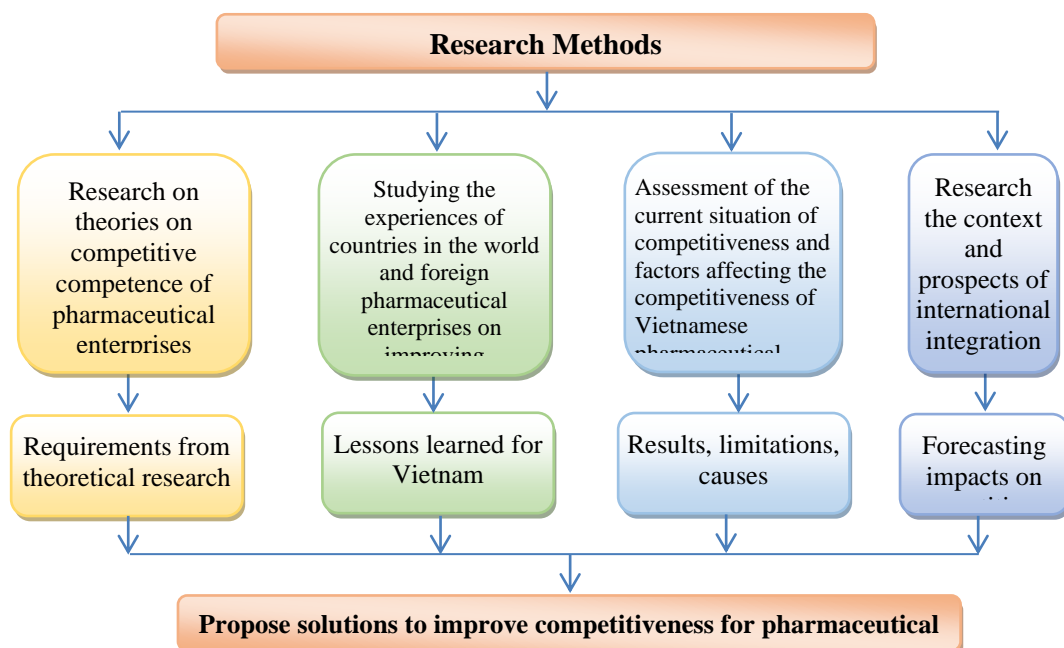 Research Methods
Research on
theories on
competitive
competence of
pharmaceutical
enterprises
Studying the
experiences of
countries in the world
and foreign
pharmaceutical
enterprises on
improving
Assessment of the
current situation of
competitiveness and
factors affecting the
competitiveness of
Vietnamese
pharmaceutical
Research
the context
and
prospects of
international
integration
Requirements from
theoretical research
Lessons learned for
Vietnam
Results, limitations,
causes
Forecasting
impacts on
Propose solutions to improve competitiveness for pharmaceutical